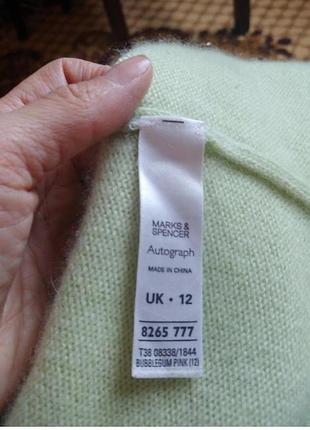 MARKS &
SPENCER
Autograph
MADE IN CHINA
UK • 12
8265 777
T38 08338/1844
BUBBLEGUM PINK (12)